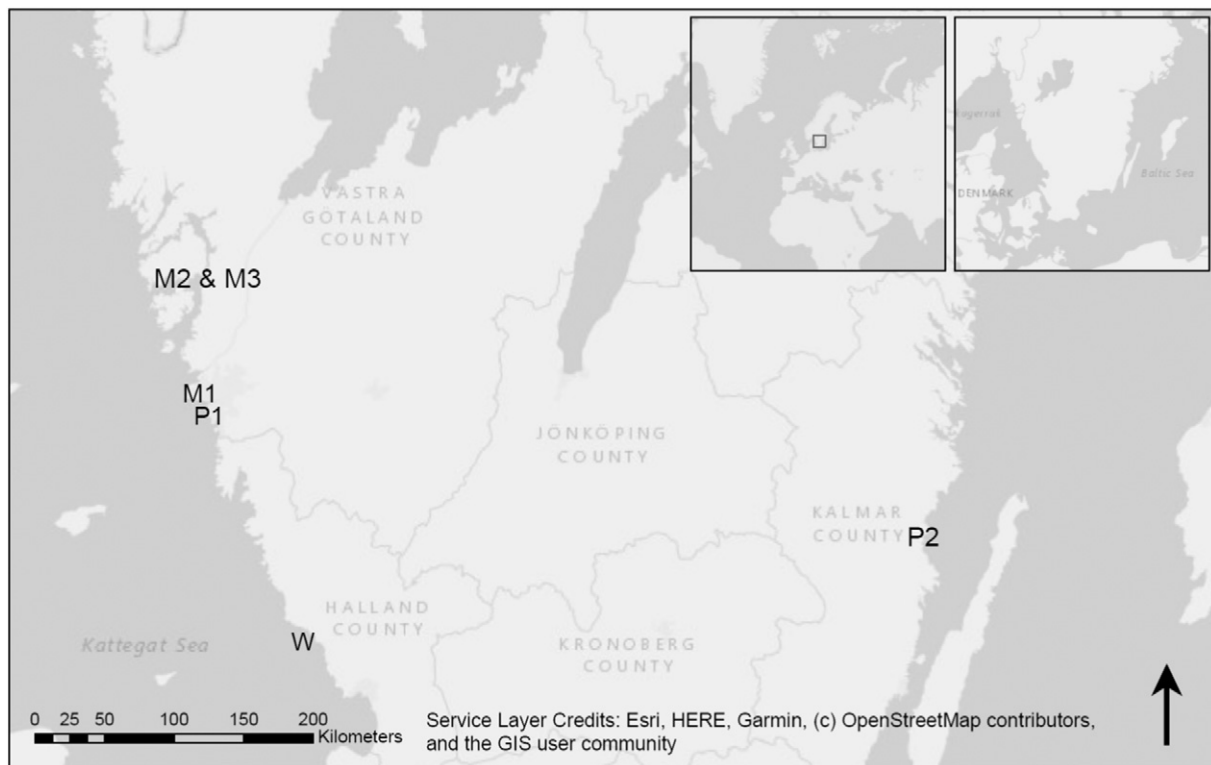 Skagerrak
Baltic Sea
DENMARK
VÄSTRA
GÖTALAND
COUNTY
M2 & M3
M1
P1
JÖNKÖPING
COUNTY
KALMAR
COUNTY
P2
HALLAND
COUNTY
W
Kattegat Sea
KRONOBERG
COUNTY
0 25 50 100 150 200
Kilometers
Service Layer Credits: Esri, HERE, Garmin, (c) OpenStreetMap contributors,
and the GIS user community